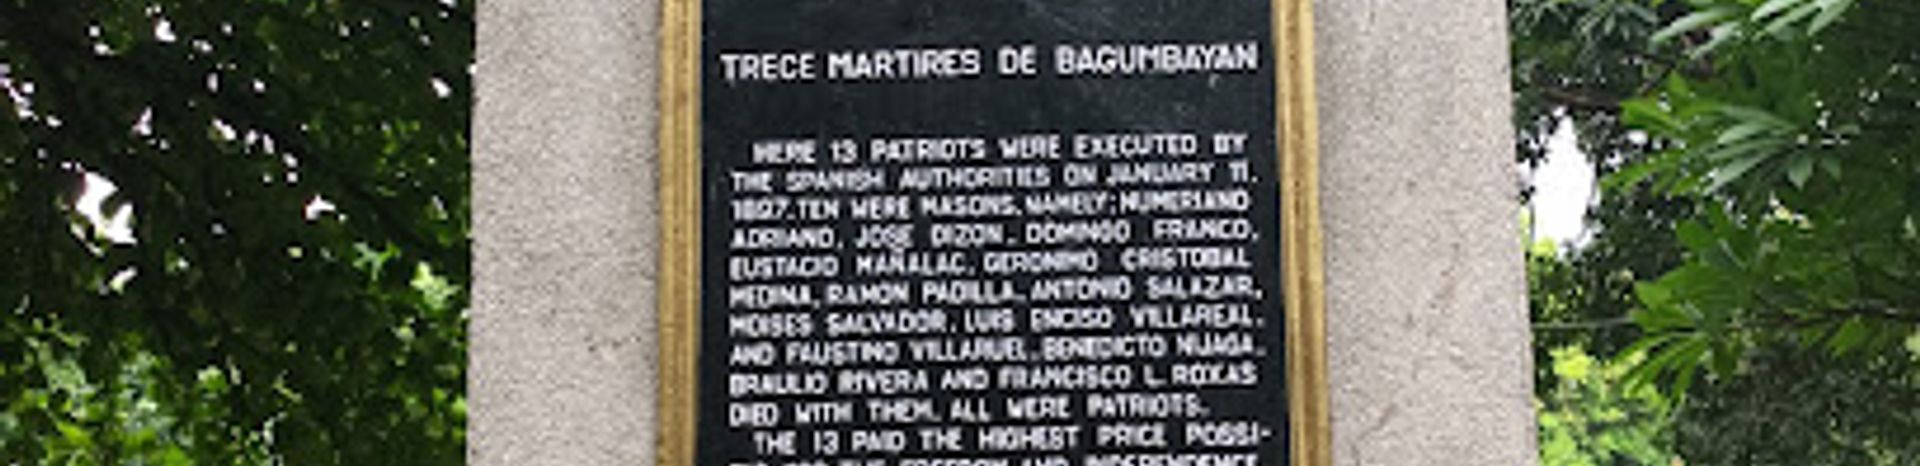 TRECE MARTIRES DE BAGUMBAYAN
HERE 13 PATRIOTS WERE EXECUTED BY
THE SPANISH AUTHORITIES ON JANUARY 11,
1897. TEN WERE MASONS, NAMELY: NUMERIANO
ADRIANO, JOSE DIZON, DOMINGO FRANCO,
EUSTACIO MAÑALAC, GERONIMO CRISTOBAL
MEDINA, RAMON PADILLA, ANTONIO SALAZAR,
MOISES SALVADOR, LUIS ENCISO VILLAREAL,
AND FAUSTINO VILLARUEL. BENEDICTO NIJAGA,
BRAULIO RIVERA AND FRANCISCO L. ROXAS
DIED WITH THEM. ALL WERE PATRIOTS.
THE 13 PAID THE HIGHEST PRICE POSSI-
FREEDOM AND INDEPENDENCE